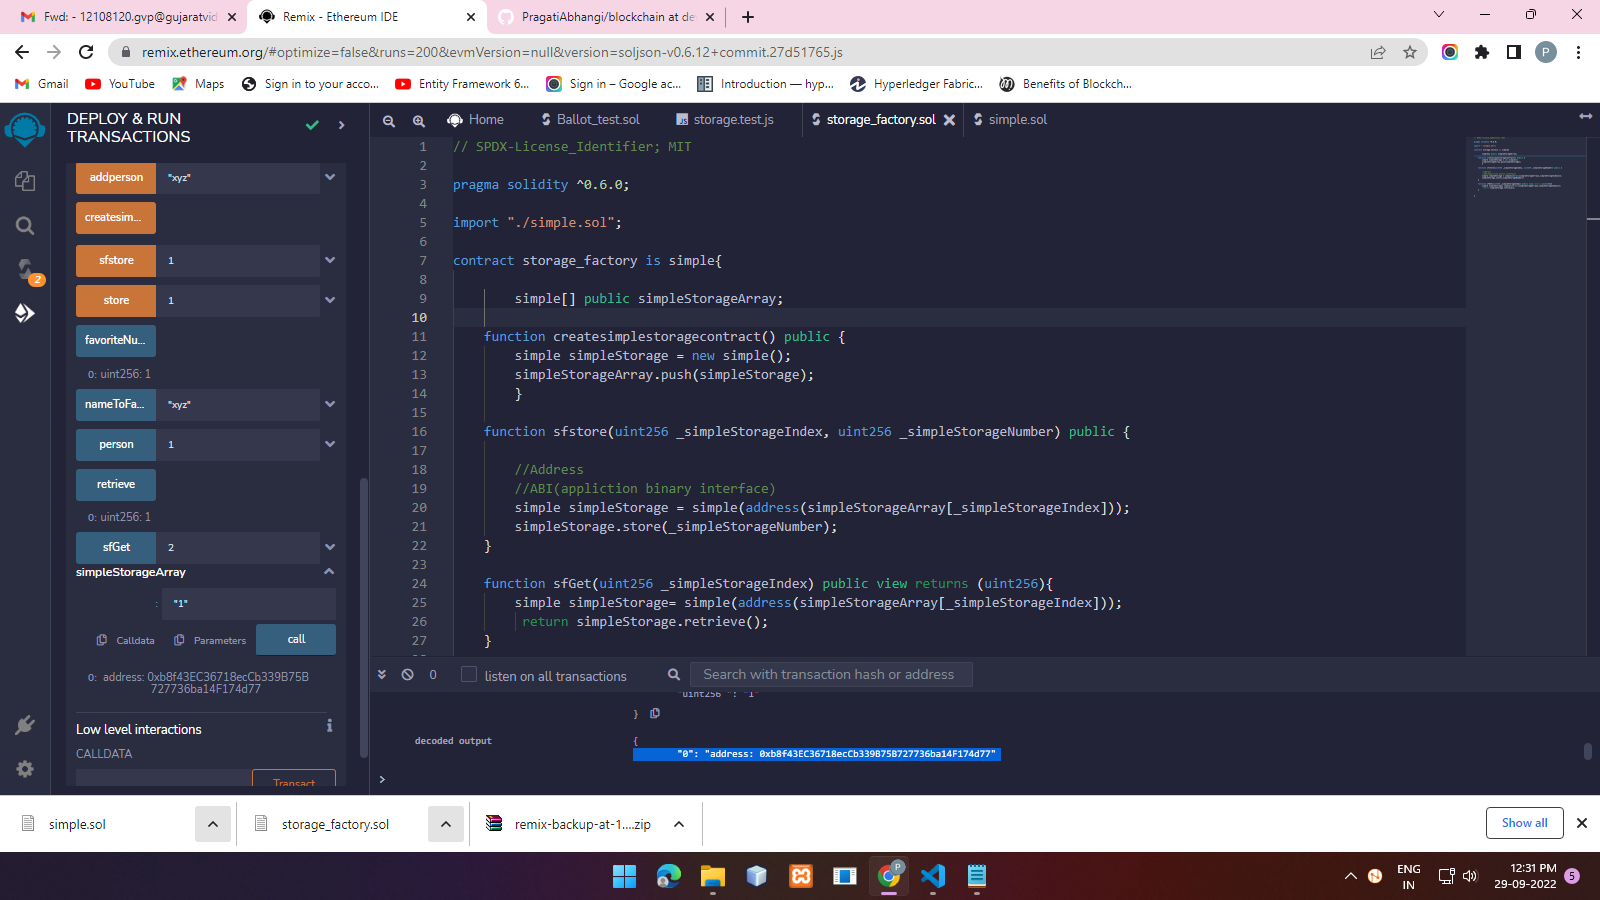 Fwd: - 12108120.gvp@gujaratvid
Remix - Ethereum IDE
PragatiAbhangi/blockchain at de
remix.ethereum.org/#optimize=false&runs=200&evmVersion=null&version=soljson-v0.6.12+commit.27d51765.js
P
Gmail
YouTube
Maps
Sign in to your acco...
Entity Framework 6...
Sign in – Google ac...
Introduction — hyp...
Hyperledger Fabric...
Benefits of Blockch...
DEPLOY & RUN
TRANSACTIONS
addperson
"xyz"
createsim...
sfstore
1
store
1
favoriteNu...
0: uint256: 1
nameToFa...
"xyz"
person
1
retrieve
0: uint256: 1
sfGet
2
simpleStorageArray
:
"1"
Calldata
Parameters
call
0: address: 0xb8f43EC36718ecCb339B75B
727736ba14F174d77
Low level interactions
i
CALLDATA
Transact
2
Home
Ballot_test.sol
storage.test.js
storage_factory.sol
simple.sol
1 // SPDX-License_Identifier; MIT
2
3 pragma solidity ^0.6.0;
4
5 import "./simple.sol";
6
7 contract storage_factory is simple{
8
9 simple[] public simpleStorageArray;
10
11 function createsimplestoragecontract() public {
12 simple simpleStorage = new simple();
13 simpleStorageArray.push(simpleStorage);
14 }
15
16 function sfstore(uint256 _simpleStorageIndex, uint256 _simpleStorageNumber) public {
17
18 //Address
19 //ABI(appliction binary interface)
20 simple simpleStorage = simple(address(simpleStorageArray[_simpleStorageIndex]));
21 simpleStorage.store(_simpleStorageNumber);
22 }
23
24 function sfGet(uint256 _simpleStorageIndex) public view returns (uint256){
25 simple simpleStorage= simple(address(simpleStorageArray[_simpleStorageIndex]));
26 return simpleStorage.retrieve();
27 }
0
listen on all transactions
Search with transaction hash or address
"uint256 ": "1"
}
decoded output
{
"0": "address: 0xb8f43EC36718ecCb339B75B727736ba14F174d77"
>
simple.sol
storage_factory.sol
remix-backup-at-1....zip
Show all
P
ENG
IN
12:31 PM
29-09-2022
5